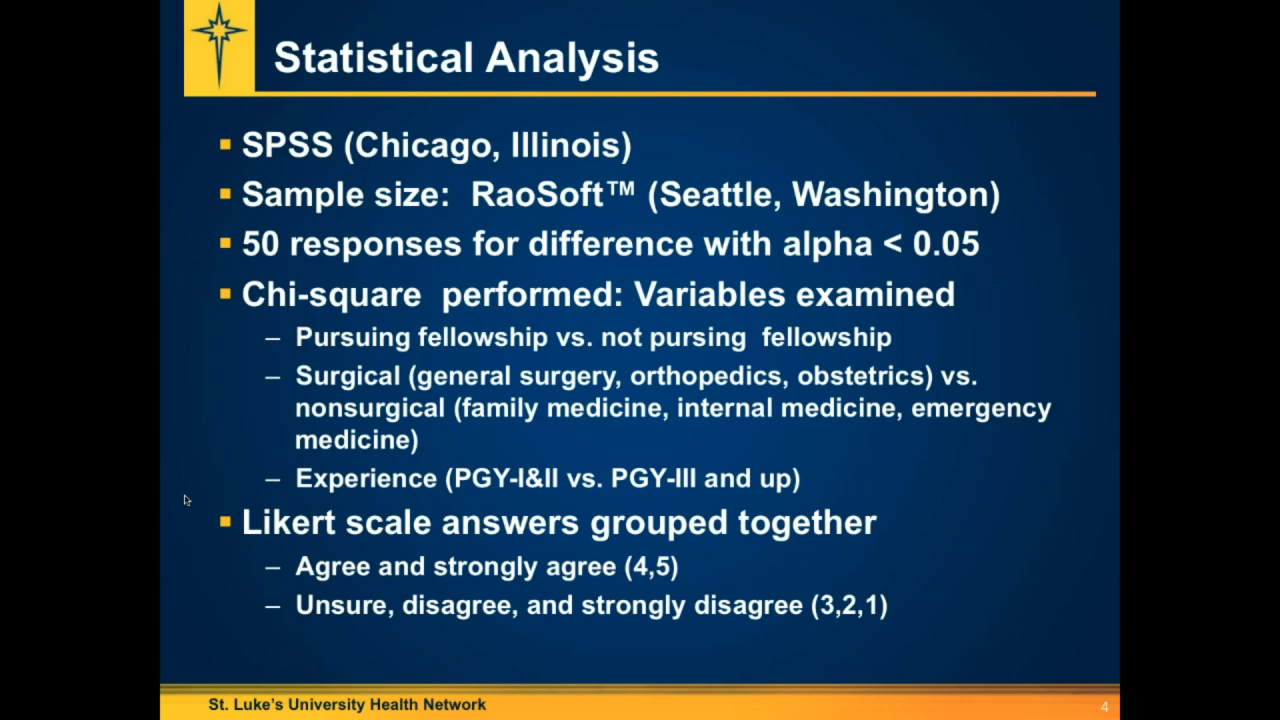 Statistical Analysis
SPSS (Chicago, Illinois)
Sample size:  RaoSoft™ (Seattle, Washington)
50 responses for difference with alpha < 0.05
Chi-square  performed: Variables examined
– Pursuing fellowship vs. not pursing  fellowship
– Surgical (general surgery, orthopedics, obstetrics) vs.
nonsurgical (family medicine, internal medicine, emergency
medicine)
– Experience (PGY-I&II vs. PGY-III and up)
Likert scale answers grouped together
– Agree and strongly agree (4,5)
– Unsure, disagree, and strongly disagree (3,2,1)
St. Luke's University Health Network
4